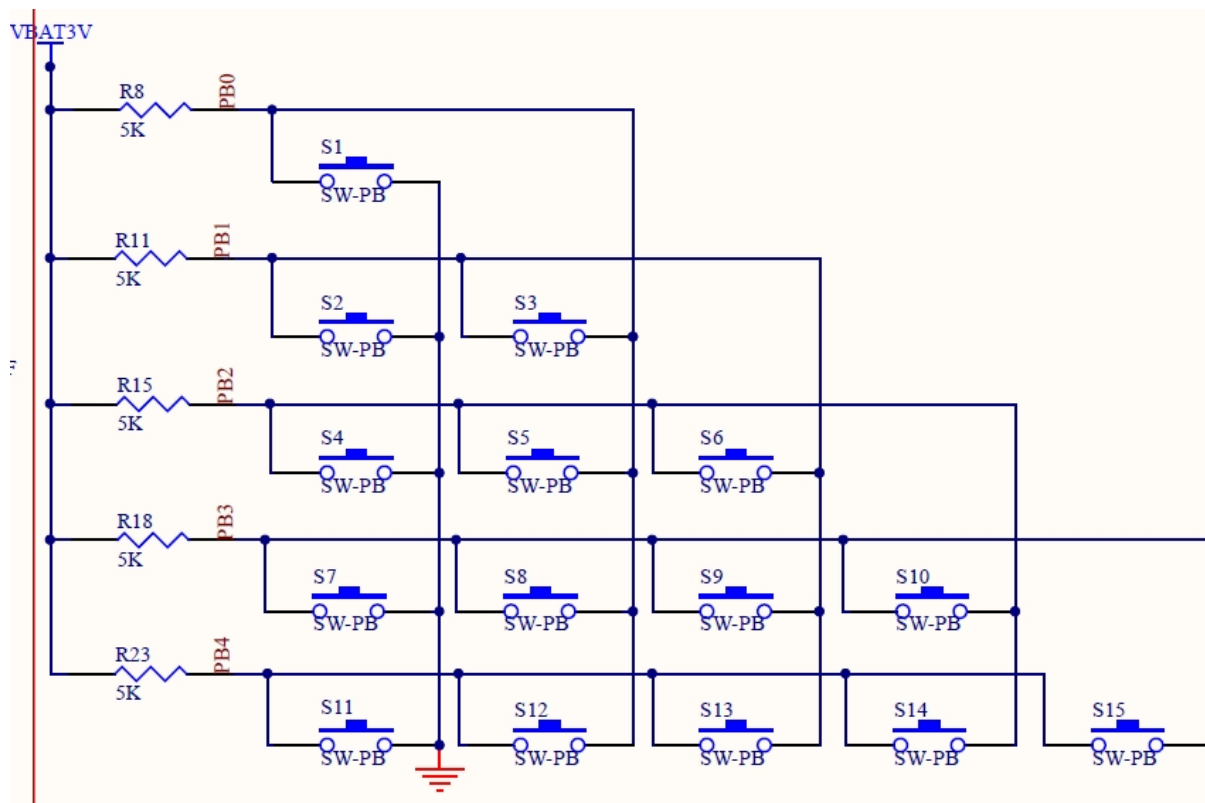 VBAT3V
R8
5K
PB0
S1
SW-PB
R11
5K
PB1
S2
SW-PB
S3
SW-PB
R15
5K
PB2
S4
SW-PB
S5
SW-PB
S6
SW-PB
R18
5K
PB3
S7
SW-PB
S8
SW-PB
S9
SW-PB
S10
SW-PB
R23
5K
PB4
S11
SW-PB
S12
SW-PB
S13
SW-PB
S14
SW-PB
S15
SW-PB